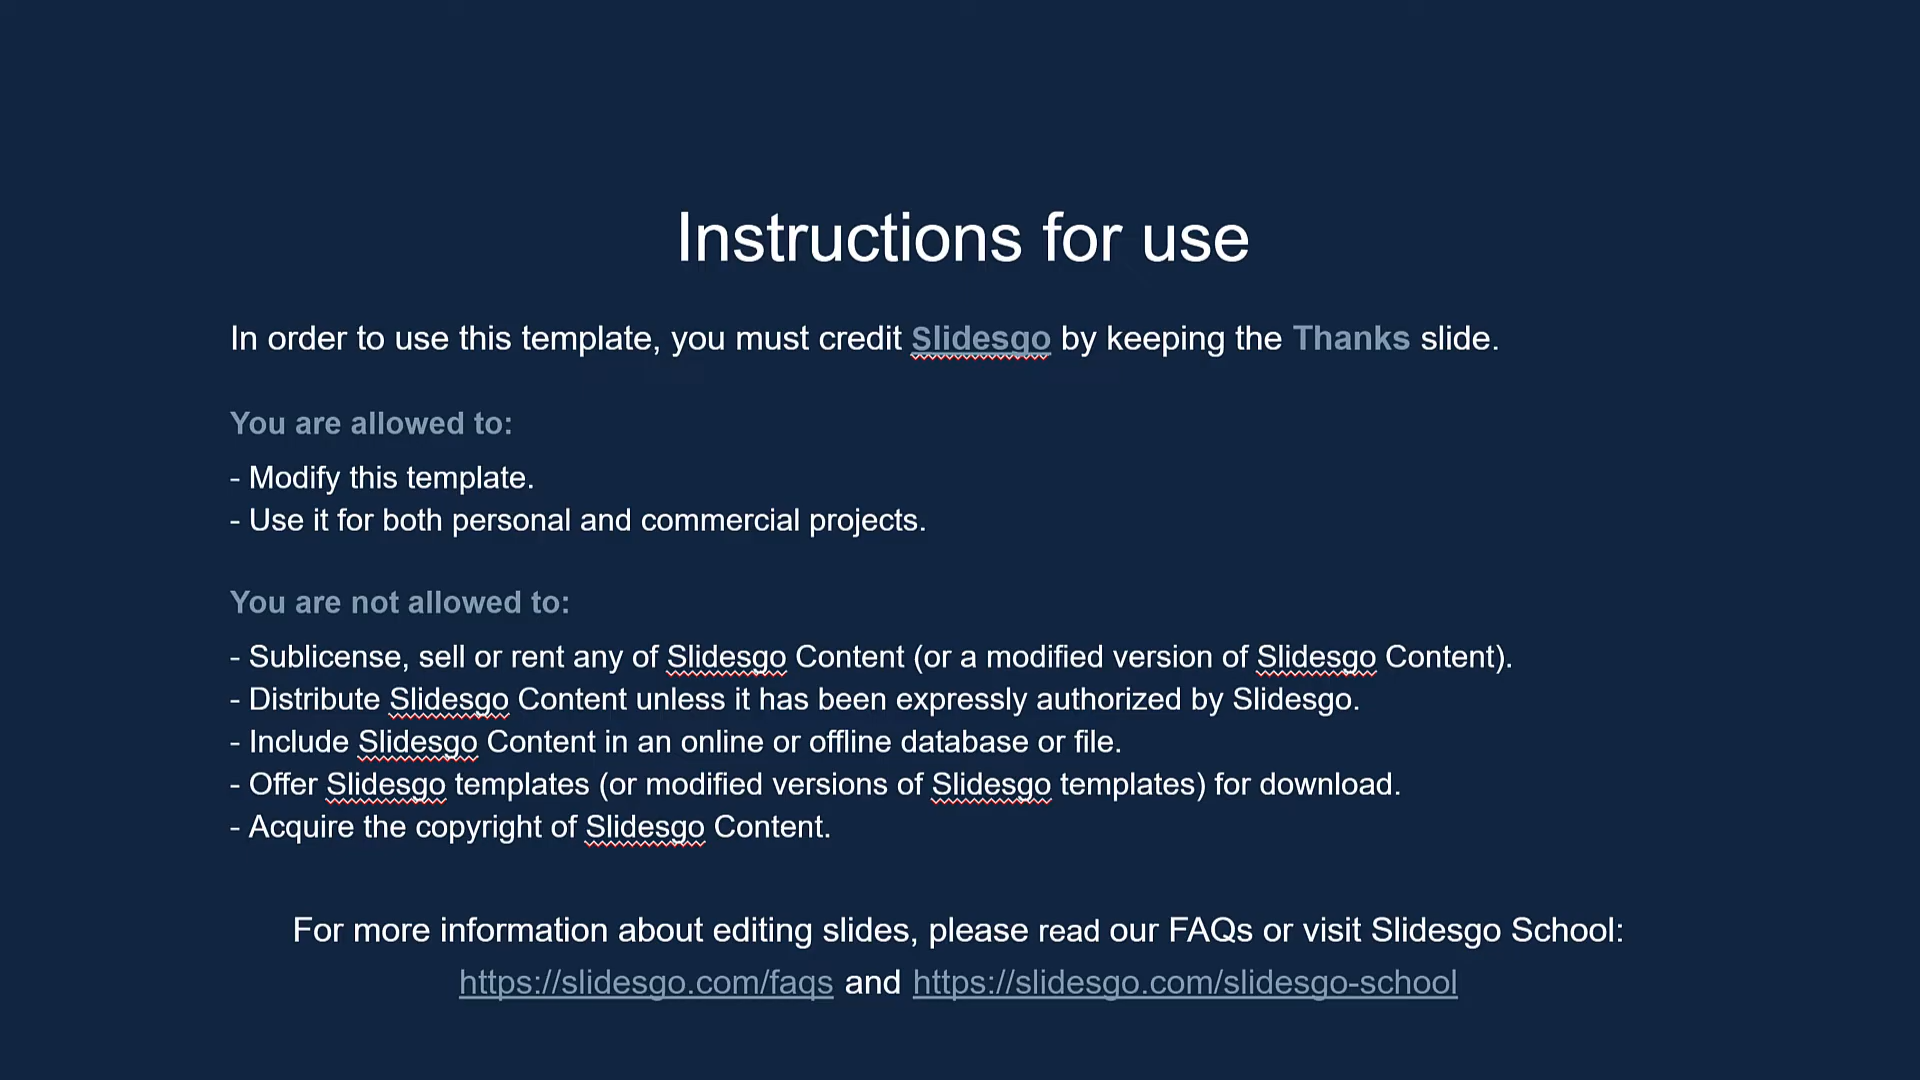 Instructions for use
In order to use this template, you must credit Slidesgo by keeping the Thanks slide.
You are allowed to:
- Modify this template.
- Use it for both personal and commercial projects.
You are not allowed to:
- Sublicense, sell or rent any of Slidesgo Content (or a modified version of Slidesgo Content).
- Distribute Slidesgo Content unless it has been expressly authorized by Slidesgo.
- Include Slidesgo Content in an online or offline database or file.
- Offer Slidesgo templates (or modified versions of Slidesgo templates) for download.
- Acquire the copyright of Slidesgo Content.
For more information about editing slides, please read our FAQs or visit Slidesgo School:
https://slidesgo.com/faqs and https://slidesgo.com/slidesgo-school